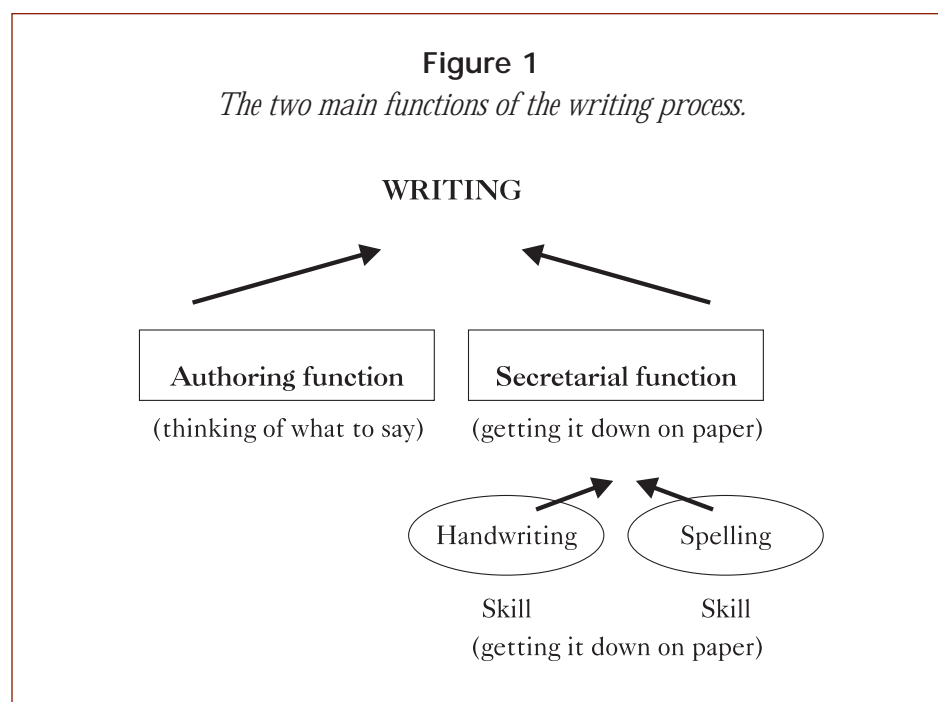 Figure 1
The two main functions of the writing process.
WRITING
Authoring function
Secretarial function
(thinking of what to say)
(getting it down on paper)
Handwriting
Spelling
Skill
Skill
(getting it down on paper)